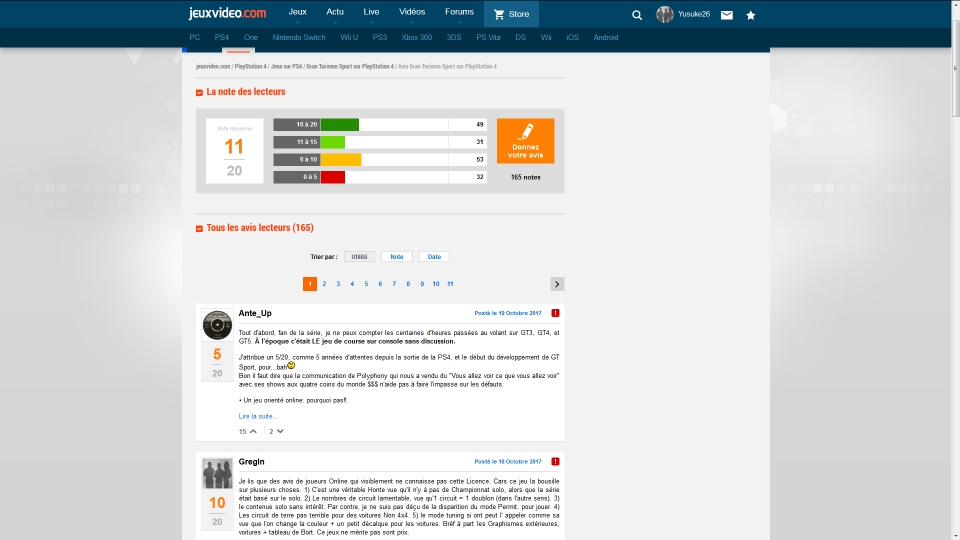 jeuxvideo.com Jeux Actu Live Vidéos Forums Store Yusuke26
PC PS4 One Nintendo Switch Wii U PS3 Xbox 360 3DS PS Vita DS Wii iOS Android
jeuxvideo.com / PlayStation 4 / Jeux sur PS4 / Gran Turismo Sport sur PlayStation 4 / Avis Gran Turismo Sport sur PlayStation 4
La note des lecteurs
Note moyenne
11
20
16 à 20 49
11 à 15 31
6 à 10 53
0 à 5 32
Donnez
votre avis
165 notes
Tous les avis lecteurs (165)
Trier par : Utilité Note Date
1 2 3 4 5 6 7 8 9 10 11
Ante_Up Posté le 19 Octobre 2017
5
20
Tout d'abord, fan de la série, je ne peux compter les centaines d'heures passées au volant sur GT3, GT4, et
GT5. À l'époque c'était LE jeu de course sur console sans discussion.
J'attribue un 5/20, comme 5 années d'attentes depuis la sortie de la PS4, et le début du développement de GT
Sport, pour...bah
Bon il faut dire que la communication de Polyphony qui nous a vendu du "Vous allez voir ce que vous allez voir"
avec ses shows aux quatre coins du monde $$$ n'aide pas à faire l'impasse sur les défauts.
• Un jeu orienté online: pourquoi pas!!
Lire la suite...
15 2
GregIn Posté le 18 Octobre 2017
10
20
Je lis que des avis de joueurs Online qui visiblement ne connaisse pas cette Licence. Cars ce jeu la bousille
sur plusieurs choses. 1) C'est une véritable Honte vue qu'il n'y à pas de Championnat solo, alors que la série
était basé sur le solo. 2) Le nombres de circuit lamentable, vue qu'1 circuit = 1 doublon (dans l'autre sens). 3)
le contenue solo sans intérêt. Par contre, je ne suis pas déçu de la disparition du mode Permit, pour jouer. 4)
Les circuit de terre pas terrible pour des voitures Non 4x4. 5) le mode tuning si ont peut l' appeler comme sa
vue que l'on change la couleur + un petit décalque pour les voitures. Brèf à part les Graphismes extérieures,
voitures + tableau de Bort. Ce jeux ne mérite pas sont prix.